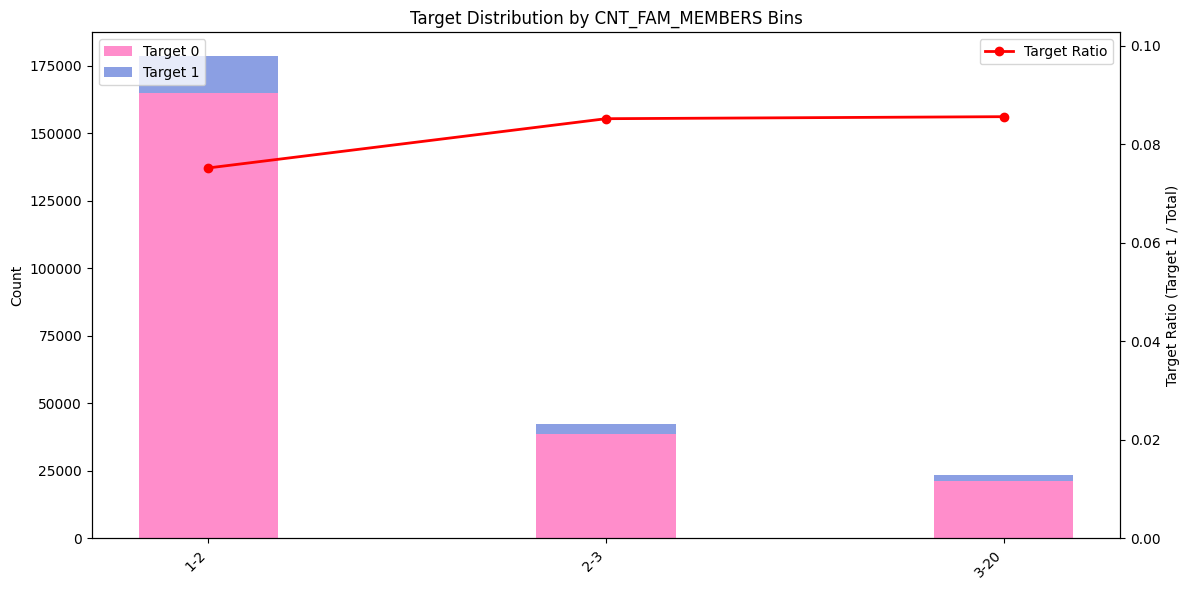 Target Distribution by CNT_FAM_MEMBERS Bins
Target 0
Target 1
Target Ratio
Count
175000
150000
125000
100000
75000
50000
25000
0
0.10
0.08
0.06
0.04
0.02
0.00
Target Ratio (Target 1 / Total)
1-2
2-3
3-20